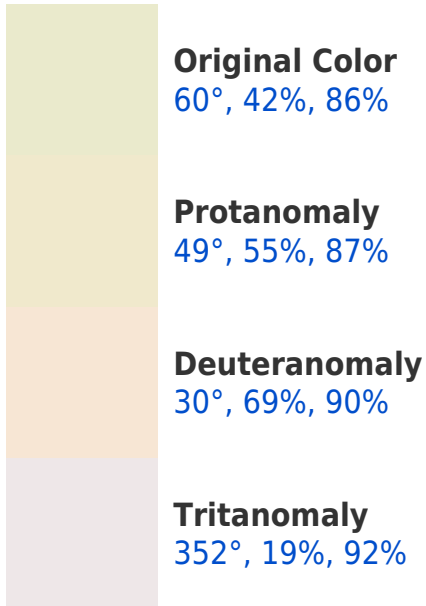 Original Color
60°, 42%, 86%
Protanomaly
49°, 55%, 87%
Deuteranomaly
30°, 69%, 90%
Tritanomaly
352°, 19%, 92%